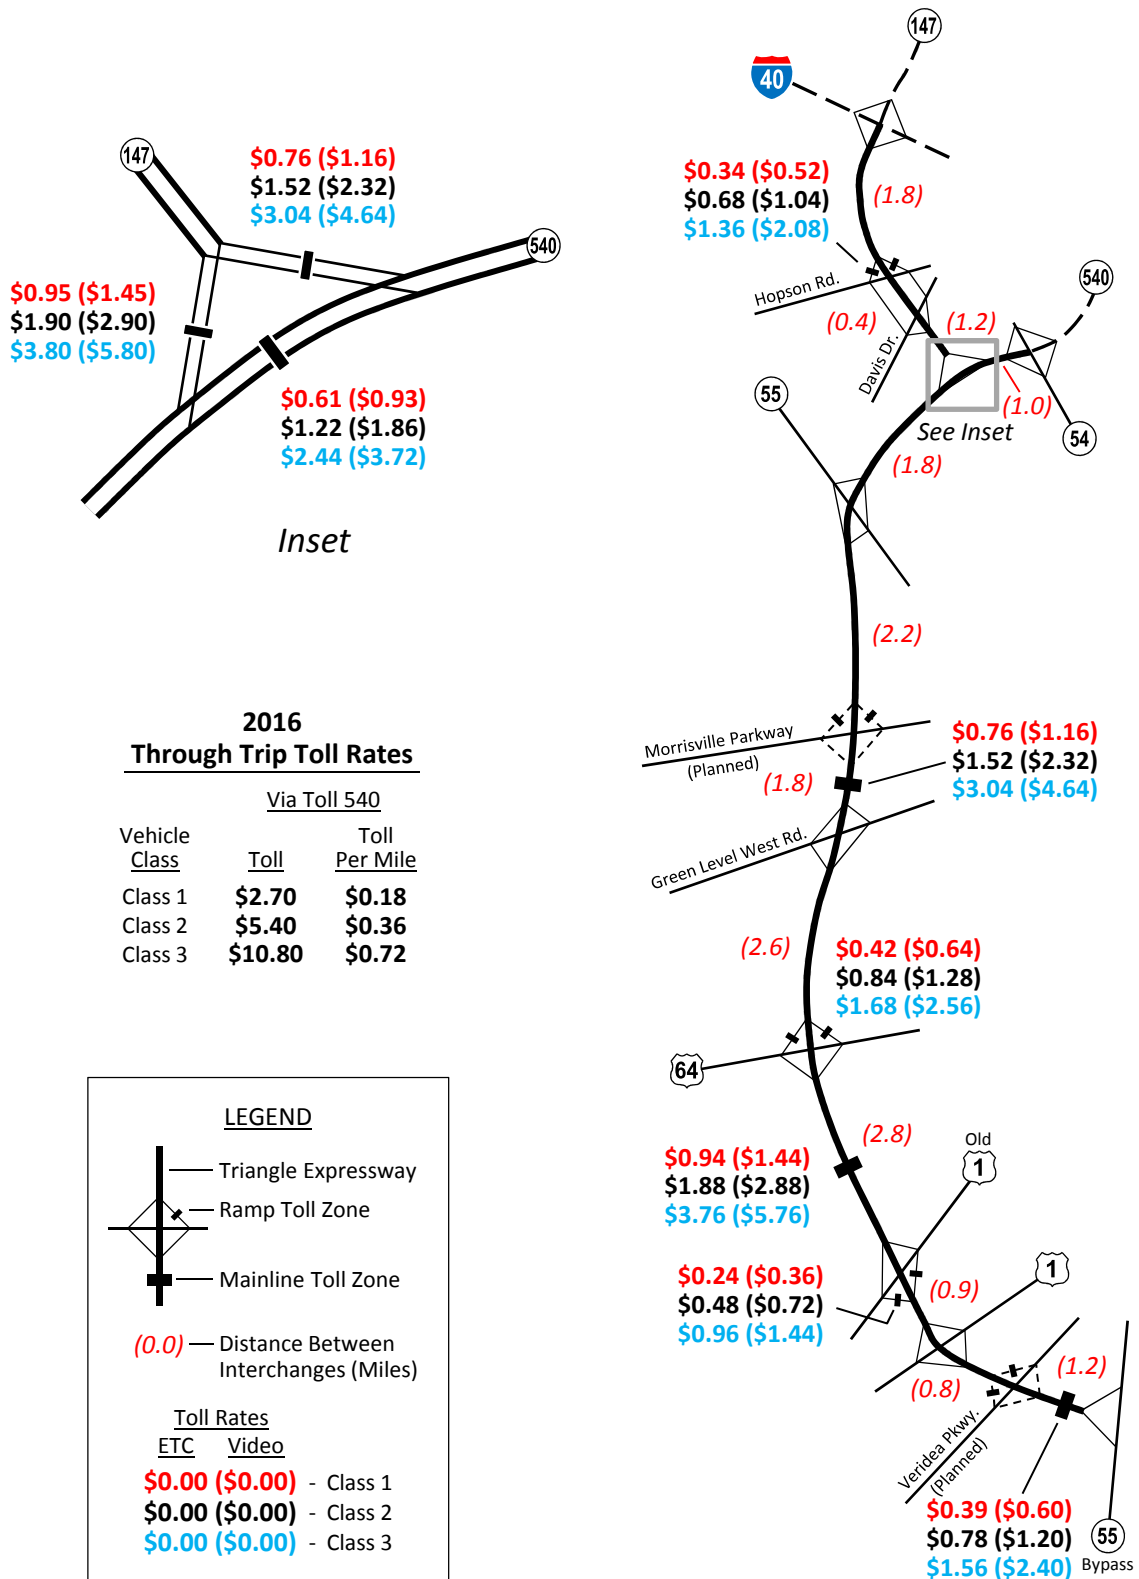 147
$0.76 ($1.16)
$1.52 ($2.32)
$3.04 ($4.64)
540
$0.95 ($1.45)
$1.90 ($2.90)
$3.80 ($5.80)
$0.61 ($0.93)
$1.22 ($1.86)
$2.44 ($3.72)
Inset
2016
Through Trip Toll Rates
Via Toll 540
Vehicle Class Toll Toll Per Mile
Class 1 $2.70 $0.18
Class 2 $5.40 $0.36
Class 3 $10.80 $0.72
LEGEND
Triangle Expressway
Ramp Toll Zone
Mainline Toll Zone
(0.0) Distance Between
Interchanges (Miles)
Toll Rates
ETC Video
$0.00 ($0.00) - Class 1
$0.00 ($0.00) - Class 2
$0.00 ($0.00) - Class 3
147
40
$0.34 ($0.52)
$0.68 ($1.04)
$1.36 ($2.08)
(1.8)
Hopson Rd.
(0.4)
Davis Dr.
(1.2)
540
(1.0)
54
See Inset
55
(1.8)
(2.2)
Morrisville Parkway
(Planned)
$0.76 ($1.16)
$1.52 ($2.32)
$3.04 ($4.64)
(1.8)
Green Level West Rd.
(2.6)
$0.42 ($0.64)
$0.84 ($1.28)
$1.68 ($2.56)
64
(2.8)
Old
1
$0.94 ($1.44)
$1.88 ($2.88)
$3.76 ($5.76)
$0.24 ($0.36)
$0.48 ($0.72)
$0.96 ($1.44)
(0.9)
1
(0.8)
(1.2)
Veridea Pkwy.
(Planned)
$0.39 ($0.60)
$0.78 ($1.20)
$1.56 ($2.40)
55
Bypass